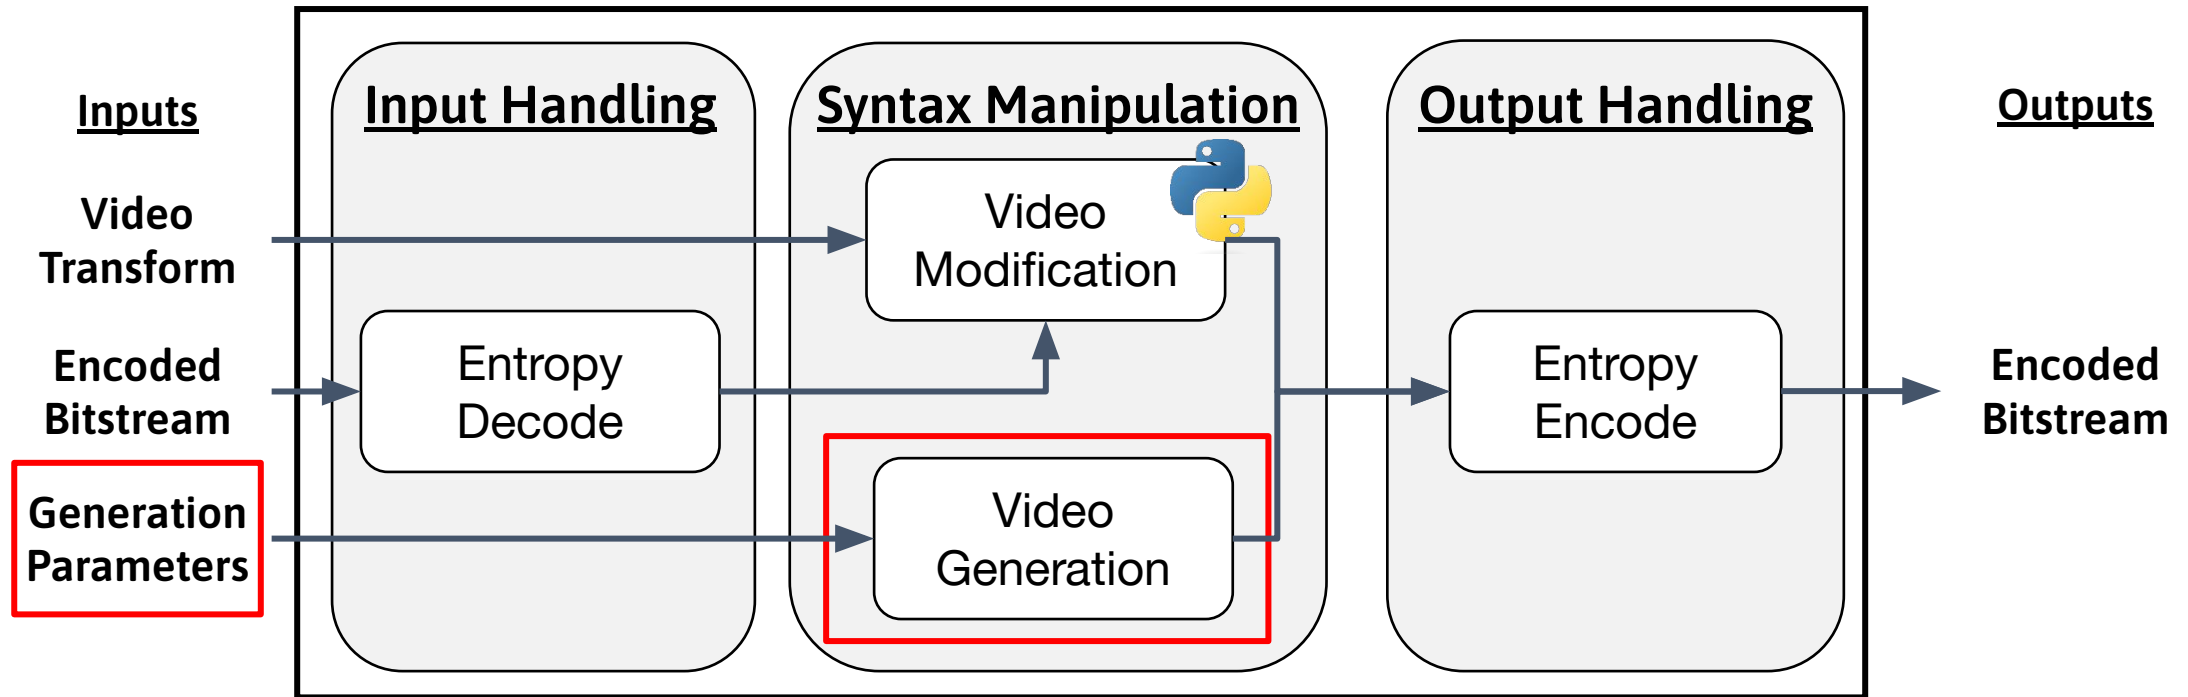 Inputs
Video
Transform
Encoded
Bitstream
Generation
Parameters
Input Handling
Entropy
Decode
Syntax Manipulation
Video
Modification
Video
Generation
Output Handling
Entropy
Encode
Outputs
Encoded
Bitstream